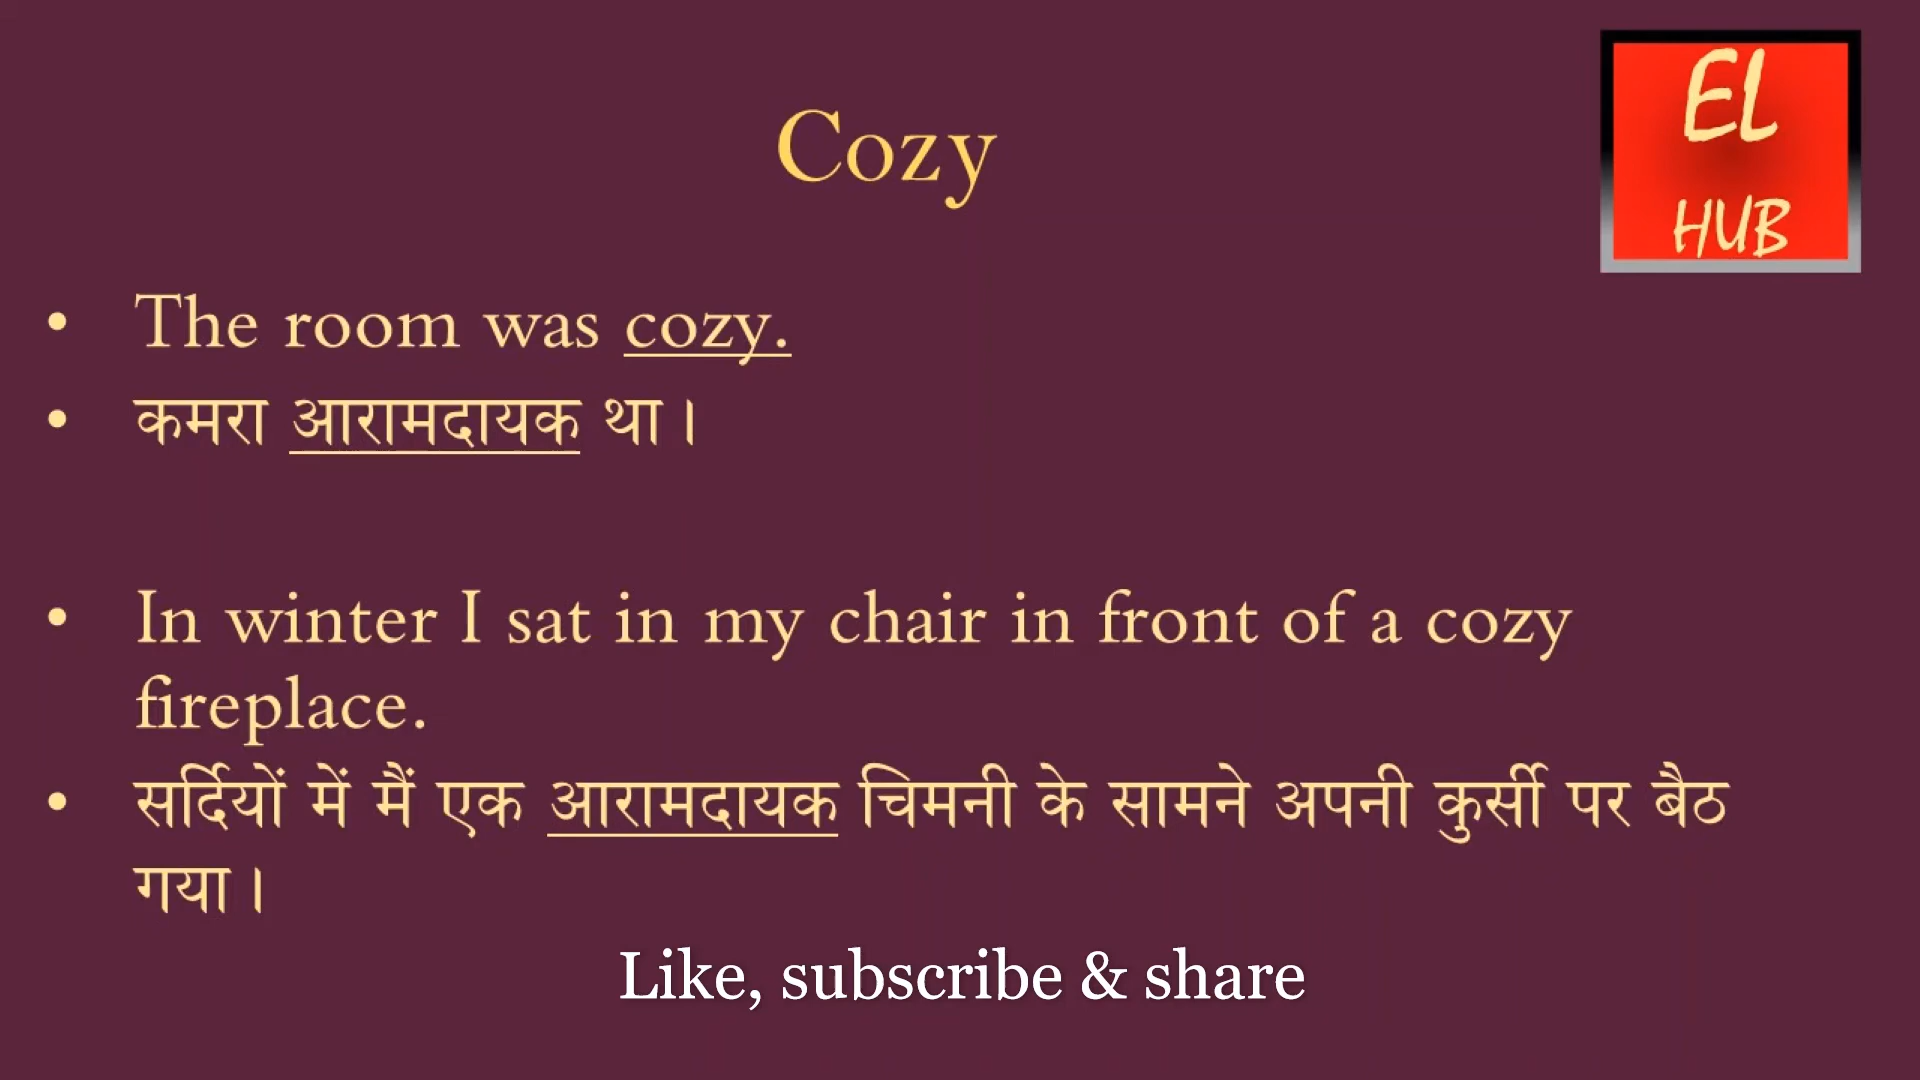 EL
HUB
Cozy
• The room was cozy.
• कमरा आरामदायक था।
• In winter I sat in my chair in front of a cozy
fireplace.
• सर्दियों में मैं एक आरामदायक चिमनी के सामने अपनी कुर्सी पर बैठ
गया।
Like, subscribe & share